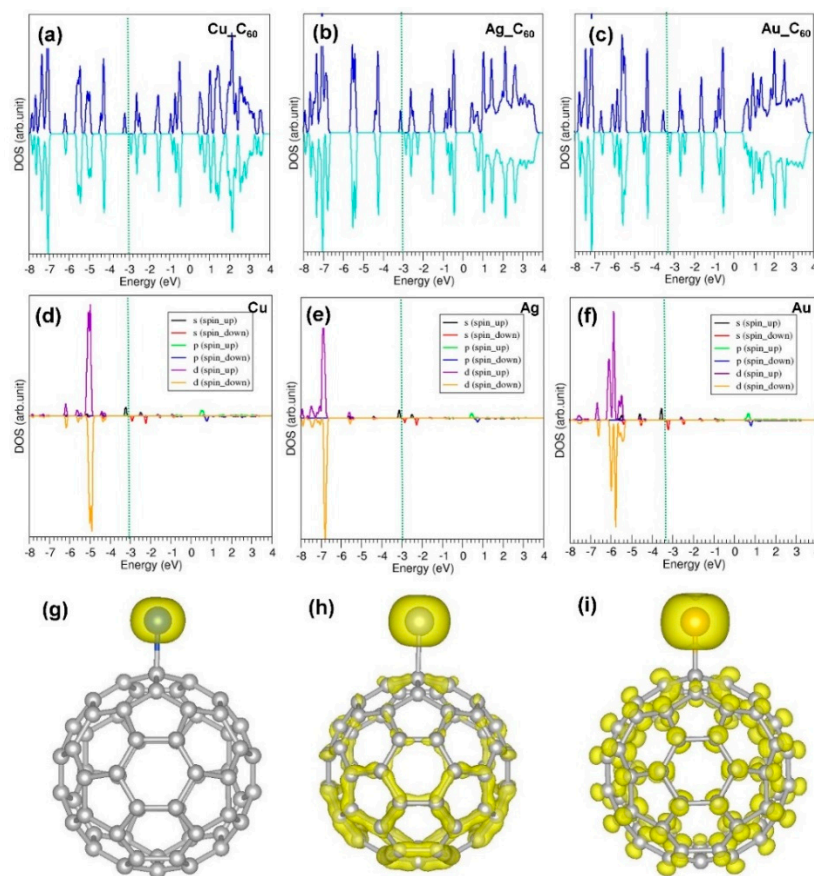 (a) Cu_C60
(b) Ag_C60
(c) Au_C60
DOS (arb.unit)
DOS (arb.unit)
DOS (arb.unit)
-8 -7 -6 -5 -4 -3 -2 -1 0 1 2 3 4
-8 -7 -6 -5 -4 -3 -2 -1 0 1 2 3 4
-8 -7 -6 -5 -4 -3 -2 -1 0 1 2 3 4
Energy (eV)
Energy (eV)
Energy (eV)
(d) Cu
s (spin_up)
s (spin_down)
p (spin_up)
p (spin_down)
d (spin_up)
d (spin_down)
DOS (arb.unit)
-8 -7 -6 -5 -4 -3 -2 -1 0 1 2 3 4
Energy (eV)
(e) Ag
s (spin_up)
s (spin_down)
p (spin_up)
p (spin_down)
d (spin_up)
d (spin_down)
DOS (arb.unit)
-8 -7 -6 -5 -4 -3 -2 -1 0 1 2 3 4
Energy (eV)
(f) Au
s (spin_up)
s (spin_down)
p (spin_up)
p (spin_down)
d (spin_up)
d (spin_down)
DOS (arb.unit)
-8 -7 -6 -5 -4 -3 -2 -1 0 1 2 3 4
Energy (eV)
(g)
(h)
(i)